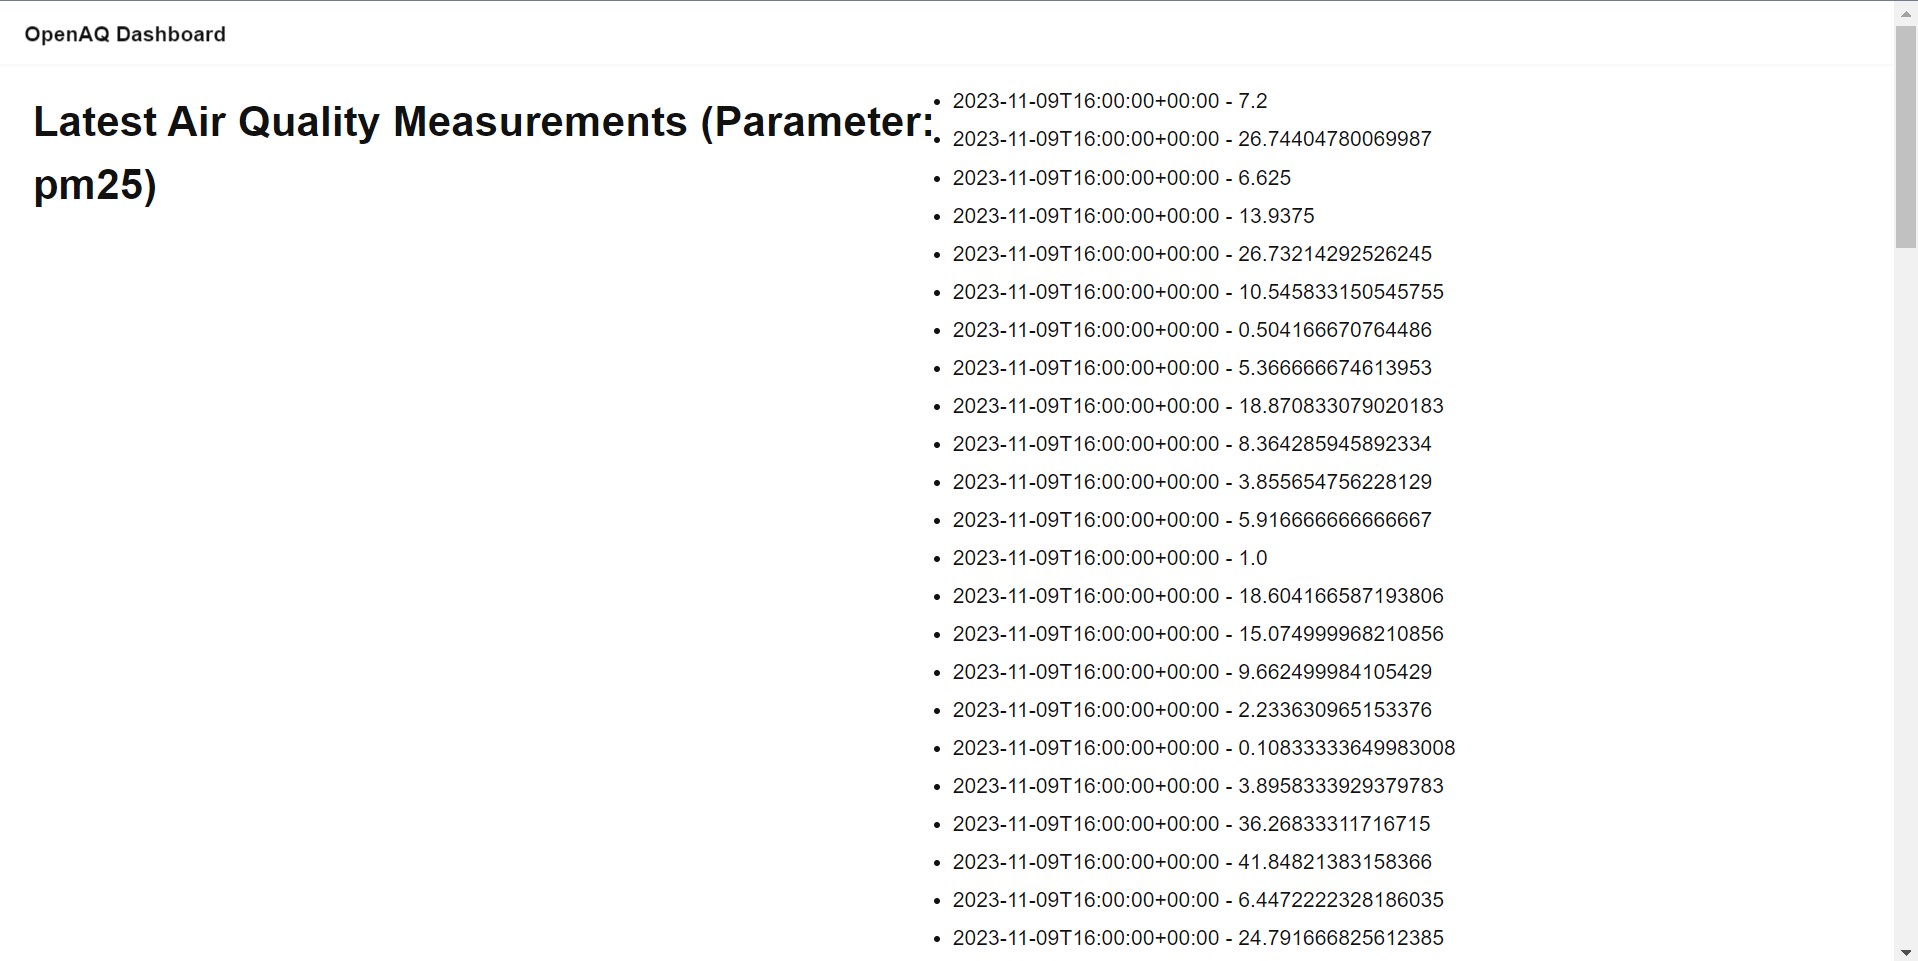 OpenAQ Dashboard
Latest Air Quality Measurements (Parameter:
pm25)
• 2023-11-09T16:00:00+00:00 - 7.2
• 2023-11-09T16:00:00+00:00 - 26.74404780069987
• 2023-11-09T16:00:00+00:00 - 6.625
• 2023-11-09T16:00:00+00:00 - 13.9375
• 2023-11-09T16:00:00+00:00 - 26.73214292526245
• 2023-11-09T16:00:00+00:00 - 10.545833150545755
• 2023-11-09T16:00:00+00:00 - 0.504166670764486
• 2023-11-09T16:00:00+00:00 - 5.366666674613953
• 2023-11-09T16:00:00+00:00 - 18.870833079020183
• 2023-11-09T16:00:00+00:00 - 8.364285945892334
• 2023-11-09T16:00:00+00:00 - 3.855654756228129
• 2023-11-09T16:00:00+00:00 - 5.916666666666667
• 2023-11-09T16:00:00+00:00 - 1.0
• 2023-11-09T16:00:00+00:00 - 18.604166587193806
• 2023-11-09T16:00:00+00:00 - 15.074999968210856
• 2023-11-09T16:00:00+00:00 - 9.662499984105429
• 2023-11-09T16:00:00+00:00 - 2.233630965153376
• 2023-11-09T16:00:00+00:00 - 0.10833333649983008
• 2023-11-09T16:00:00+00:00 - 3.8958333929379783
• 2023-11-09T16:00:00+00:00 - 36.26833311716715
• 2023-11-09T16:00:00+00:00 - 41.84821383158366
• 2023-11-09T16:00:00+00:00 - 6.4472222328186035
• 2023-11-09T16:00:00+00:00 - 24.791666825612385